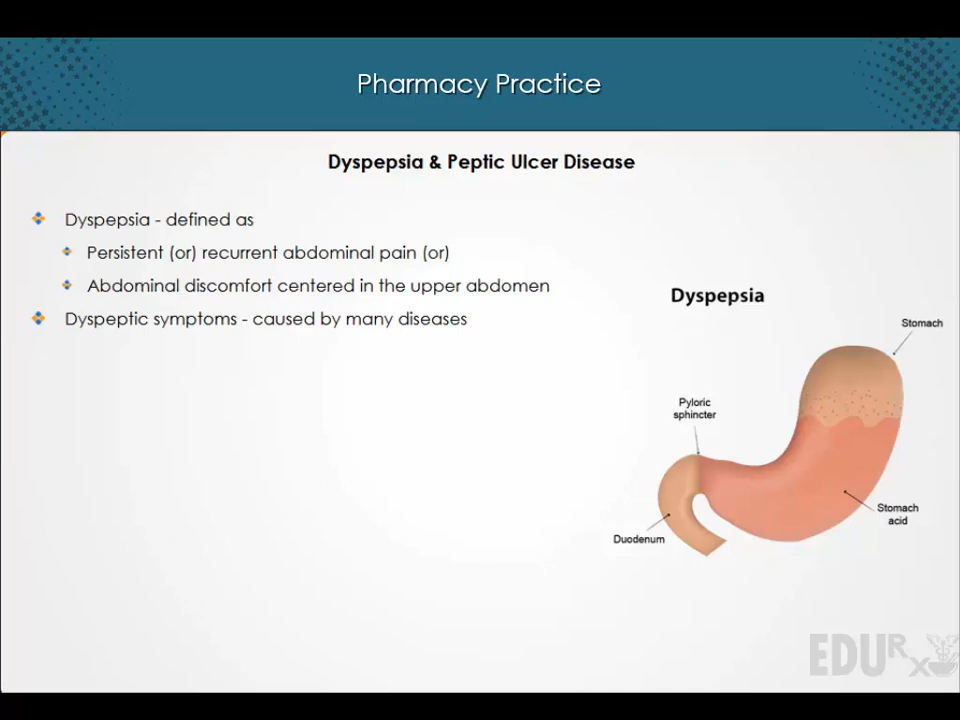 Pharmacy Practice
Dyspepsia & Peptic Ulcer Disease
Dyspepsia - defined as
Persistent (or) recurrent abdominal pain (or)
Abdominal discomfort centered in the upper abdomen
Dyspeptic symptoms - caused by many diseases
Dyspepsia
Stomach
Pyloric
sphincter
Stomach
acid
Duodenum
EDURx